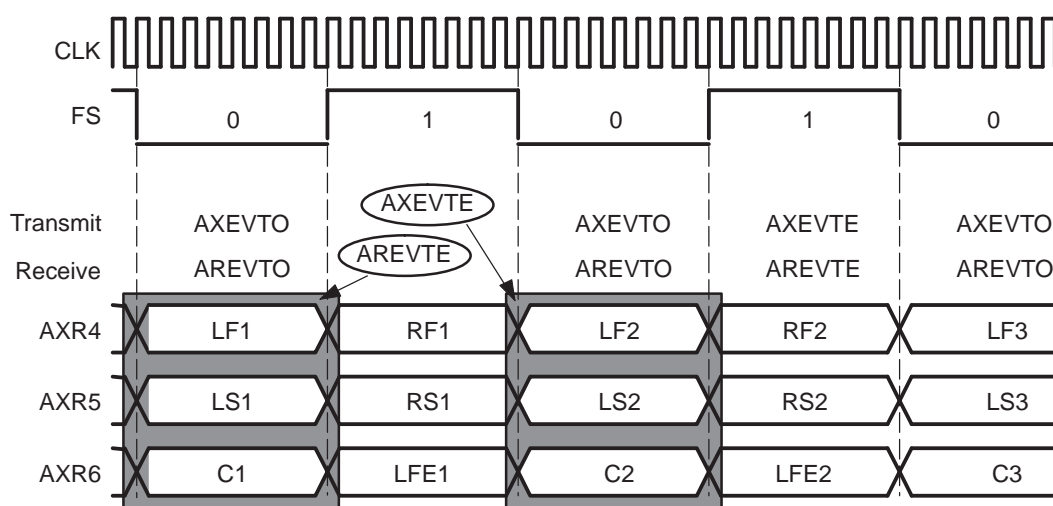 CLK
FS 0 1 0 1 0
Transmit AXEVTO AXEVTE AXEVTO AXEVTE AXEVTO
Receive AREVTO AREVTE AREVTO AREVTE AREVTO
AXR4 LF1 RF1 LF2 RF2 LF3
AXR5 LS1 RS1 LS2 RS2 LS3
AXR6 C1 LFE1 C2 LFE2 C3